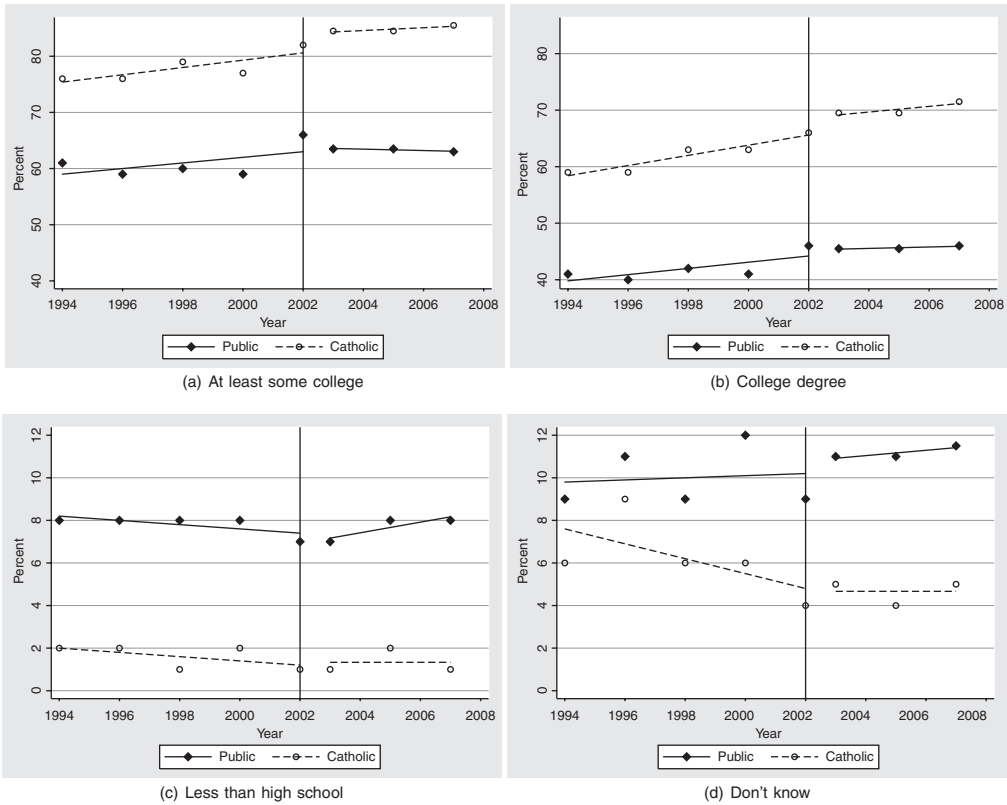 Percent
40 50 60 70 80
1994 1996 1998 2000 2002 2004 2006 2008
Year
Public Catholic
(a) At least some college
Percent
40 50 60 70 80
1994 1996 1998 2000 2002 2004 2006 2008
Year
Public Catholic
(b) College degree
Percent
0 2 4 6 8 10 12
1994 1996 1998 2000 2002 2004 2006 2008
Year
Public Catholic
(c) Less than high school
Percent
0 2 4 6 8 10 12
1994 1996 1998 2000 2002 2004 2006 2008
Year
Public Catholic
(d) Don't know